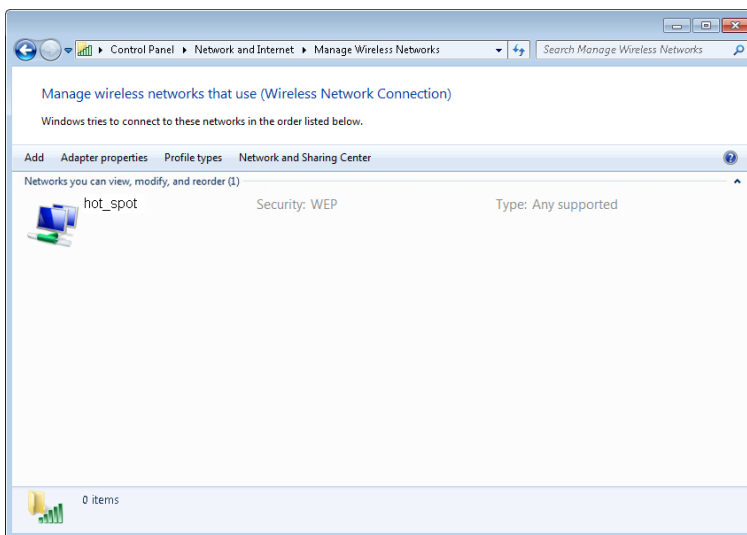 Control Panel Network and Internet Manage Wireless Networks Search Manage Wireless Networks
Manage wireless networks that use (Wireless Network Connection)
Windows tries to connect to these networks in the order listed below.
Add Adapter properties Profile types Network and Sharing Center
Networks you can view, modify, and reorder (1)
hot_spot Security: WEP Type: Any supported
0 items